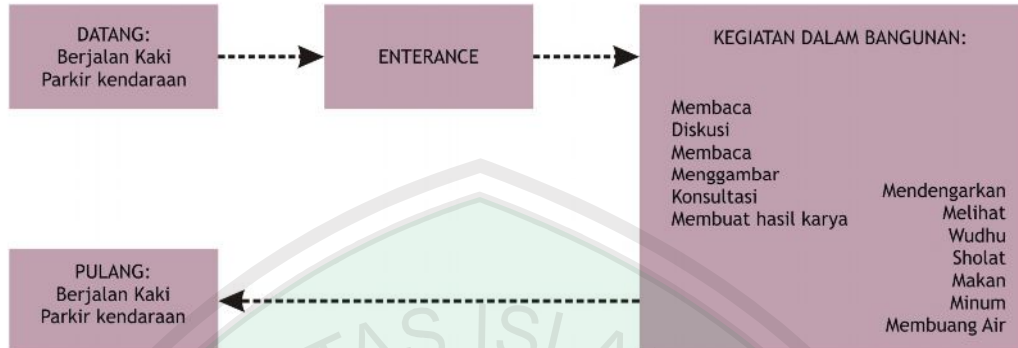 DATANG:
Berjalan Kaki
Parkir kendaraan
ENTERANCE
KEGIATAN DALAM BANGUNAN:
Membaca
Diskusi
Membaca
Menggambar
Konsultasi
Membuat hasil karya
Mendengarkan
Melihat
Wudhu
Sholat
Makan
Minum
Membuang Air
PULANG:
Berjalan Kaki
Parkir kendaraan